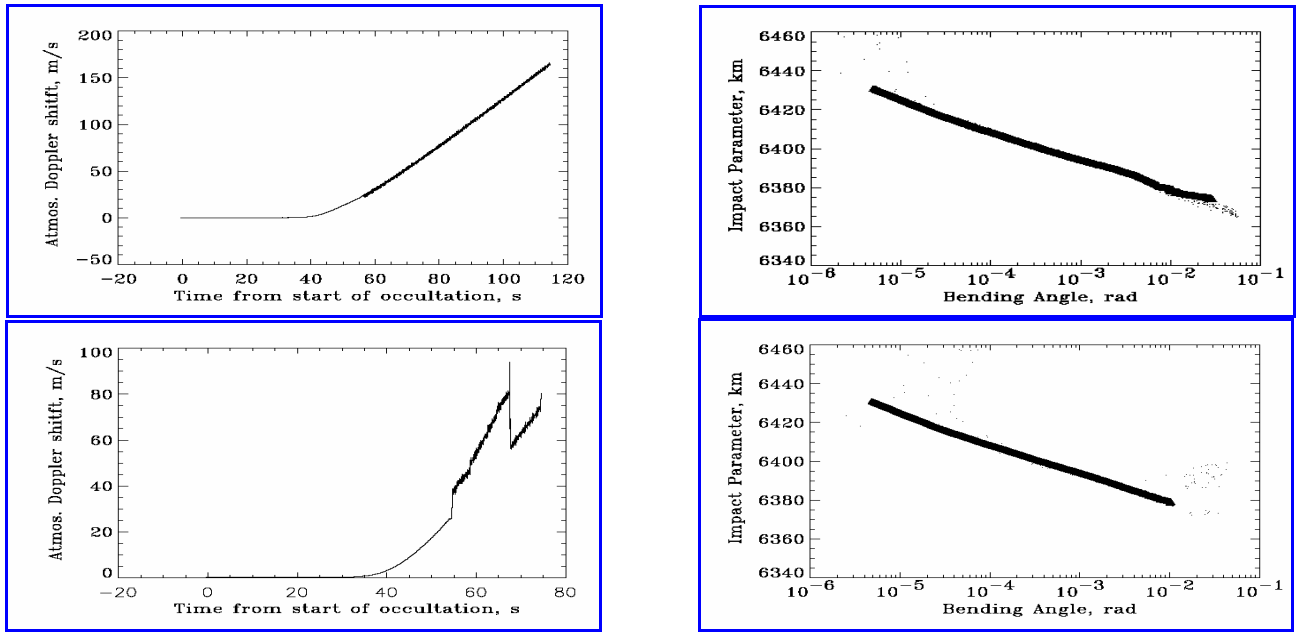 Atmos. Doppler shitft, m/s
200
150
100
50
0
−50
−20 0 20 40 60 80 100 120
Time from start of occultation, s
Impact Parameter, km
6460
6440
6420
6400
6380
6360
6340
10−6 10−5 10−4 10−3 10−2 10−1
Bending Angle, rad
Atmos. Doppler shitft, m/s
100
80
60
40
20
0
−20 0 20 40 60 80
Time from start of occultation, s
Impact Parameter, km
6460
6440
6420
6400
6380
6360
6340
10−6 10−5 10−4 10−3 10−2 10−1
Bending Angle, rad